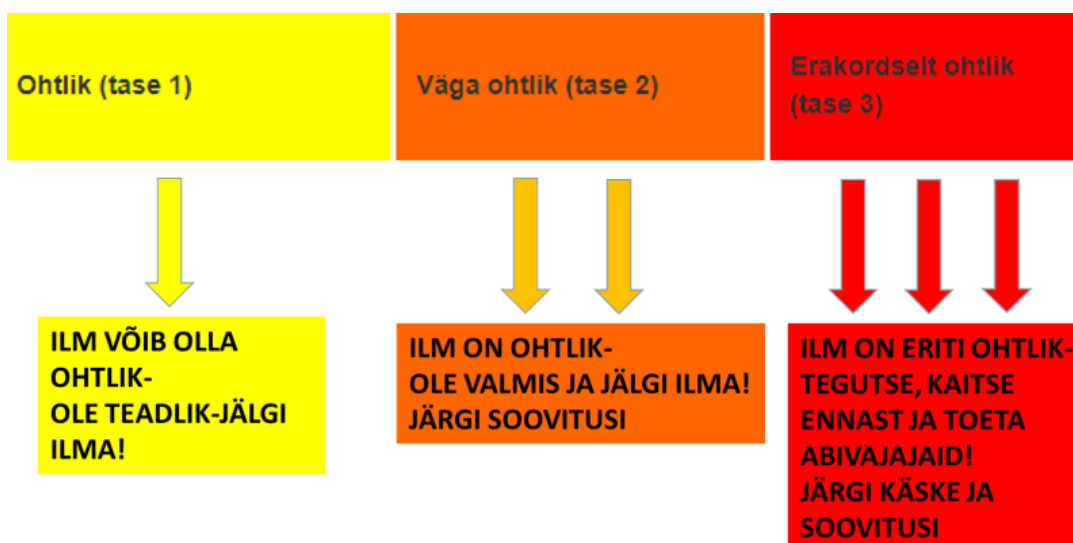 Ohtlik (tase 1)
Väga ohtlik (tase 2)
Erakordselt ohtlik
(tase 3)
ILM VÕIB OLLA
OHTLIK-
OLE TEADLIK-JÄLGI
ILMA!
ILM ON OHTLIK-
OLE VALMIS JA JÄLGI ILMA!
JÄRGI SOOVITUSI
ILM ON ERITI OHTLIK-
TEGUTSE, KAITSE
ENNAST JA TOETA
ABIVAJAJAID!
JÄRGI KÄSKE JA
SOOVITUSI